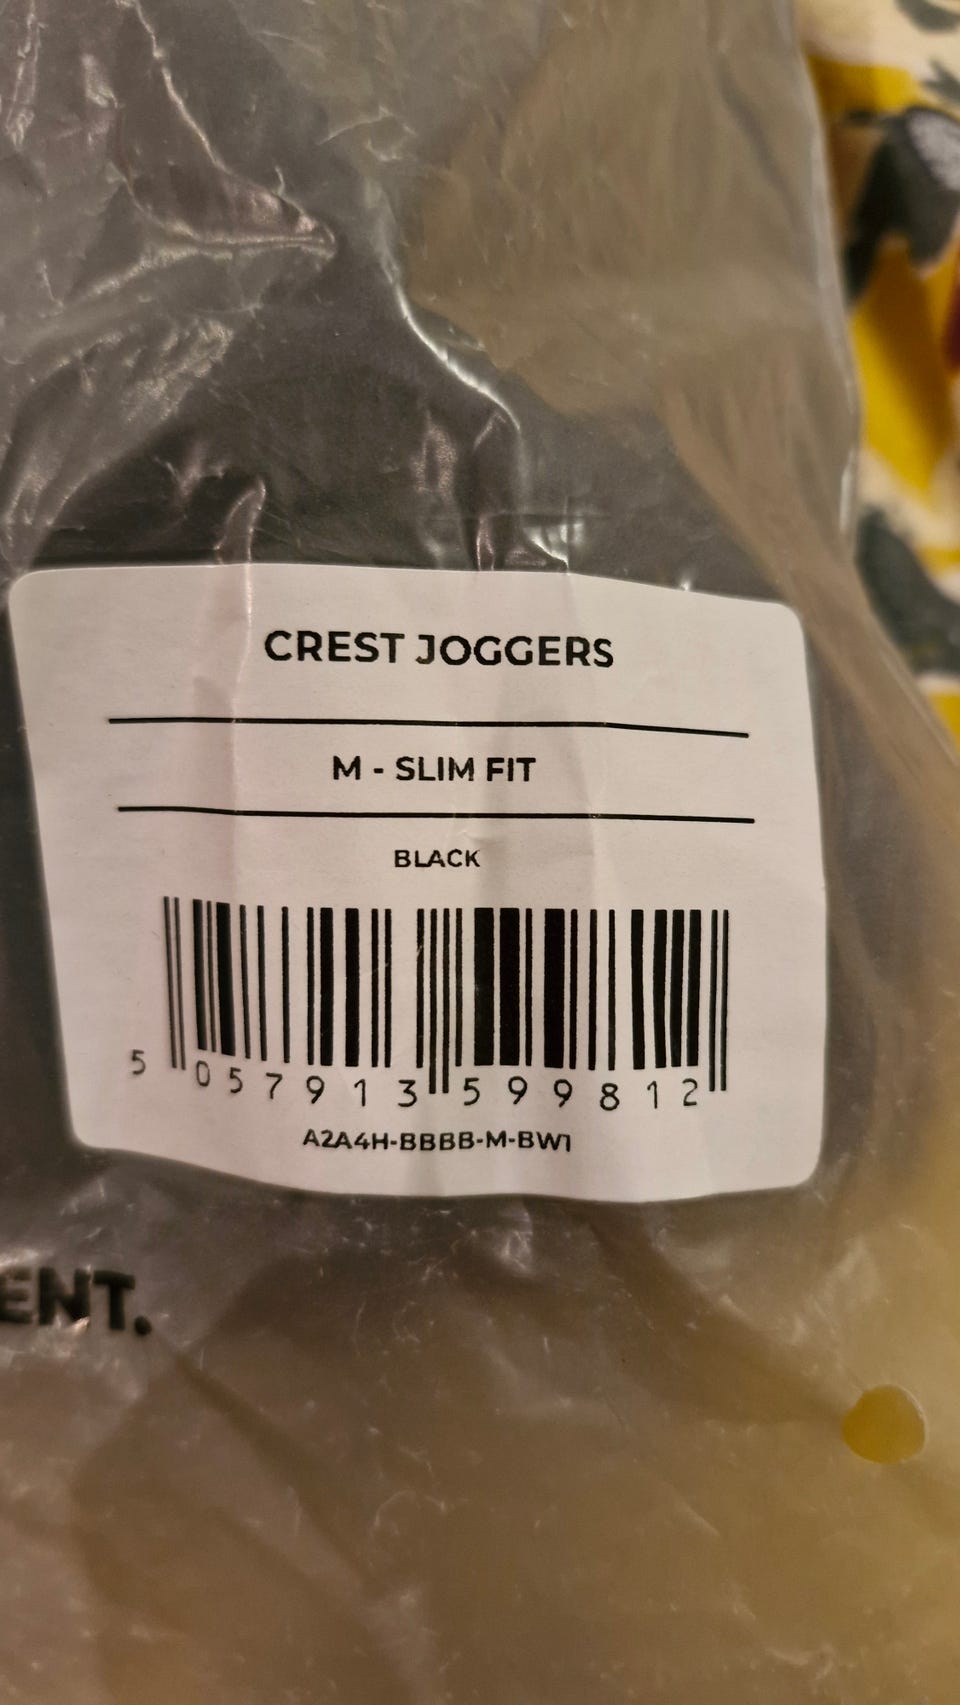 CREST JOGGERS
M - SLIM FIT
BLACK
5 057913 599812
A2A4H-BBBB-M-BW1
ENT.